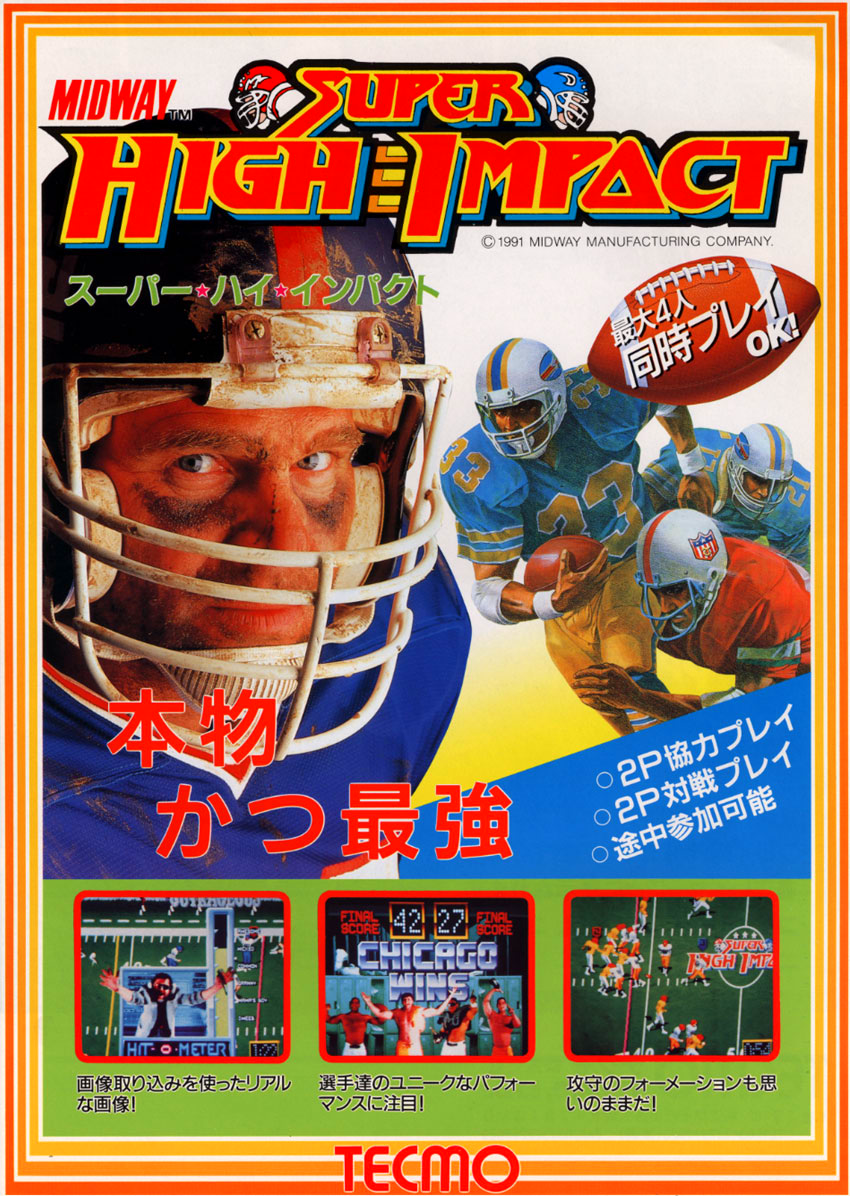 MIDWAY™
SUPER
HIGH IMPACT
© 1991 MIDWAY MANUFACTURING COMPANY.
スーパー★ハイ★インパクト
最大4人
同時プレイ
OK!
33
33
12
本物
かつ最強
○2P協力プレイ
○2P対戦プレイ
○途中参加可能
HIT-O-METER
FINAL
SCORE
42 27
FINAL
SCORE
CHICAGO
WINS
SUPER
HIGH IMPA
画像取り込みを使ったリアル
な画像!
選手達のユニークなパフォー
マンスに注目!
攻守のフォーメーションも思
いのままだ!
TECMO